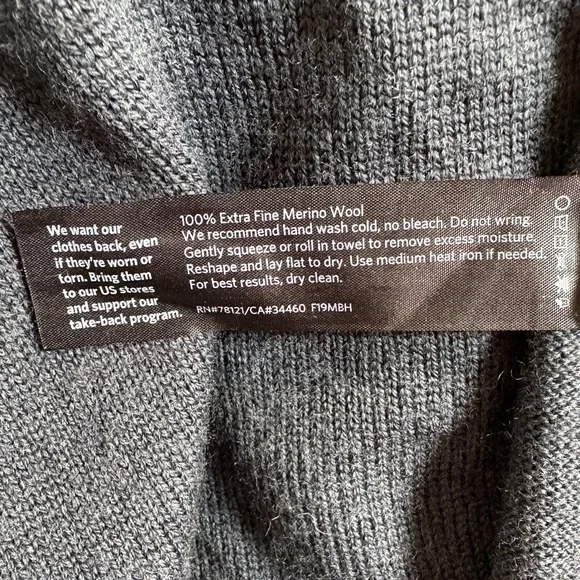 We want our
clothes back, even
if they're worn or
torn. Bring them
to our US stores
and support our
take-back program.
100% Extra Fine Merino Wool
We recommend hand wash cold, no bleach. Do not wring.
Gently squeeze or roll in towel to remove excess moisture.
Reshape and lay flat to dry. Use medium heat iron if needed.
For best results, dry clean.
RN#78121/CA#34460 F19MBH